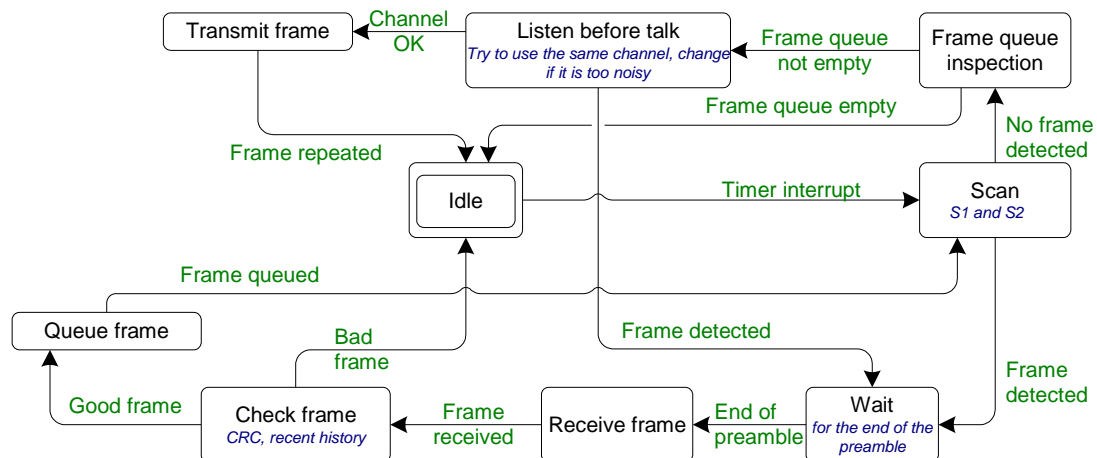 Transmit frame
Channel
OK
Listen before talk
Try to use the same channel, change
if it is too noisy
Frame queue
not empty
Frame queue
inspection
Frame queue empty
Frame repeated
No frame
detected
Idle
Timer interrupt
Scan
S1 and S2
Frame queued
Queue frame
Bad
frame
Frame detected
Frame
detected
Good frame
Check frame
CRC, recent history
Frame
received
Receive frame
End of
preamble
Wait
for the end of the
preamble